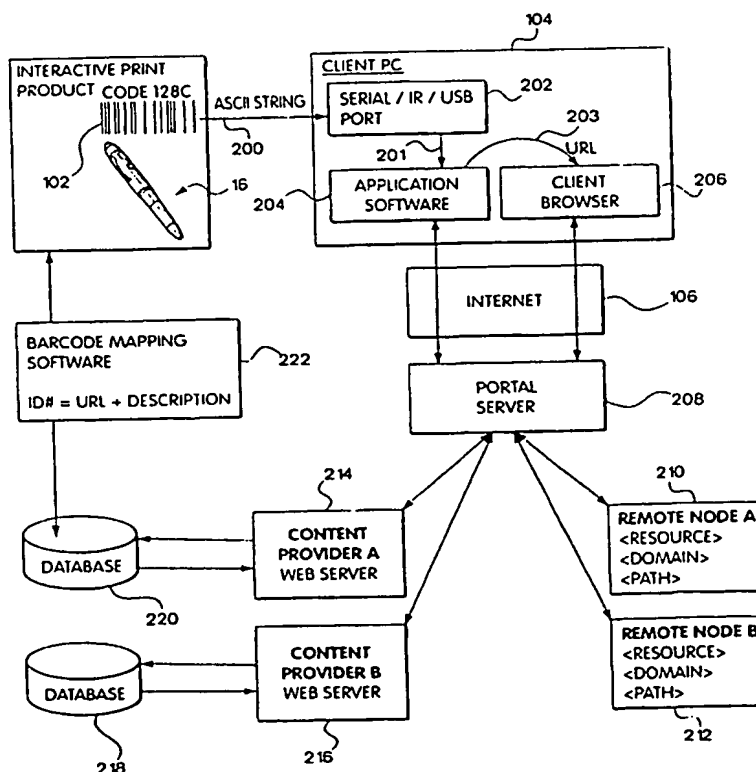 104
INTERACTIVE PRINT
PRODUCT CODE 128C
102
16
ASCII STRING
200
CLIENT PC
SERIAL / IR / USB
PORT
202
201
203
URL
204
APPLICATION
SOFTWARE
CLIENT
BROWSER
206
INTERNET
106
BARCODE MAPPING
SOFTWARE
ID# = URL + DESCRIPTION
222
PORTAL
SERVER
208
214
CONTENT
PROVIDER A
WEB SERVER
DATABASE
220
210
REMOTE NODE A
<RESOURCE>
<DOMAIN>
<PATH>
CONTENT
PROVIDER B
WEB SERVER
216
DATABASE
218
REMOTE NODE B
<RESOURCE>
<DOMAIN>
<PATH>
212